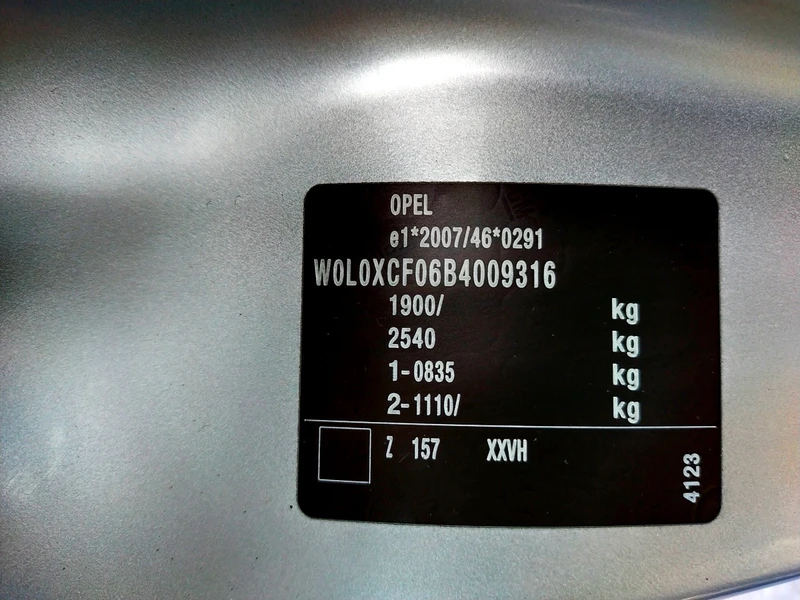 OPEL
e1*2007/46*0291
W0L0XCF06B4009316
1900/ kg
2540 kg
1-0835 kg
2-1110/ kg
Z 157 XXVH
4123